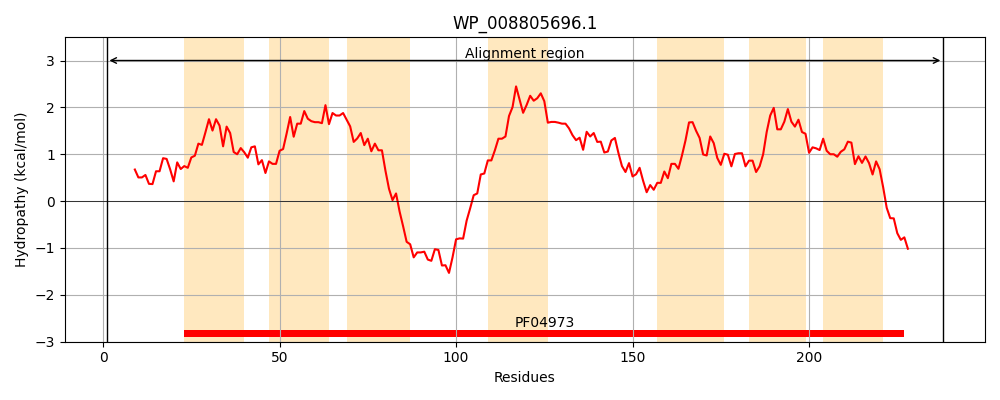 WP_008805696.1
Hydropathy (kcal/mol)
3
2
1
0
−1
−2
−3
Alignment region
PF04973
0
50
100
150
200
Residues